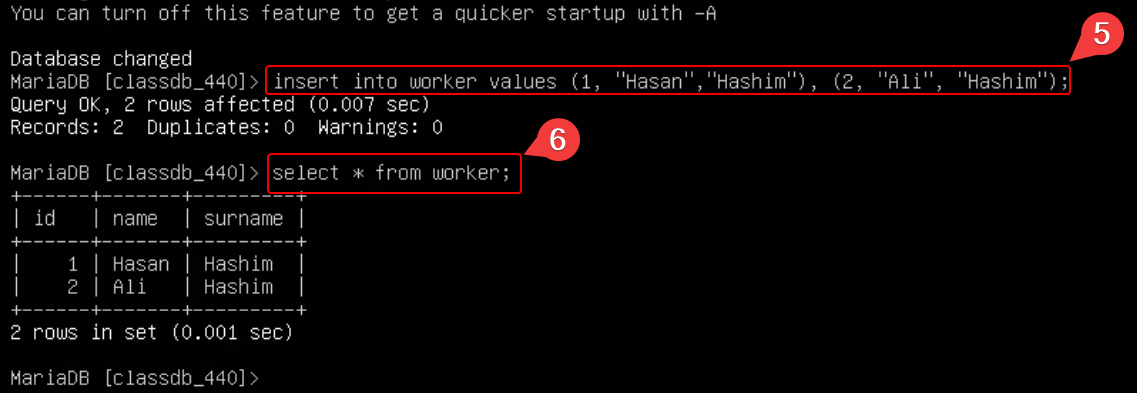 You can turn off this feature to get a quicker startup with -A
Database changed
5
MariaDB [classdb_440]> insert into worker values (1, "Hasan","Hashim"), (2, "Ali", "Hashim");
Query OK, 2 rows affected (0.007 sec)
Records: 2  Duplicates: 0  Warnings: 0
6
MariaDB [classdb_440]> select * from worker;
+------+-------+---------+
| id   | name  | surname |
+------+-------+---------+
|    1 | Hasan | Hashim  |
|    2 | Ali   | Hashim  |
+------+-------+---------+
2 rows in set (0.001 sec)
MariaDB [classdb_440]>